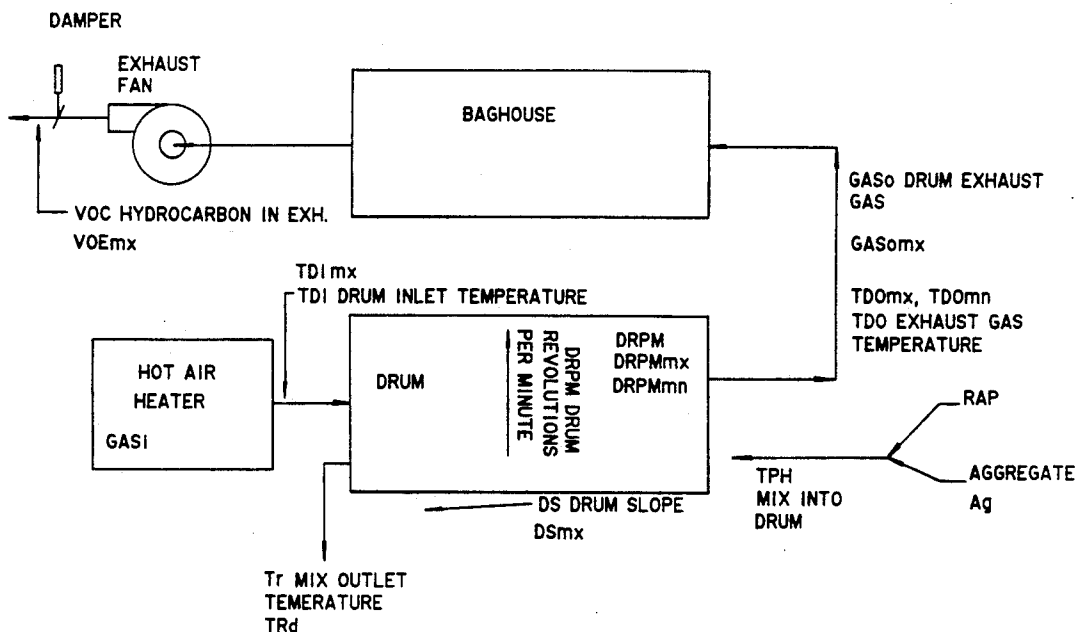 DAMPER
EXHAUST
FAN
BAGHOUSE
GASo DRUM EXHAUST
GAS
GASomx
VOC HYDROCARBON IN EXH.
VOEmx
TDImx
TDI DRUM INLET TEMPERATURE
TDOmx, TDOmn
TDO EXHAUST GAS
TEMPERATURE
HOT AIR
HEATER
GASi
DRUM
DRPM DRUM
REVOLUTIONS
PER MINUTE
DRPM
DRPMmx
DRPMmn
RAP
AGGREGATE
Ag
TPH
MIX INTO
DRUM
DS DRUM SLOPE
DSmx
Tr MIX OUTLET
TEMERATURE
TRd